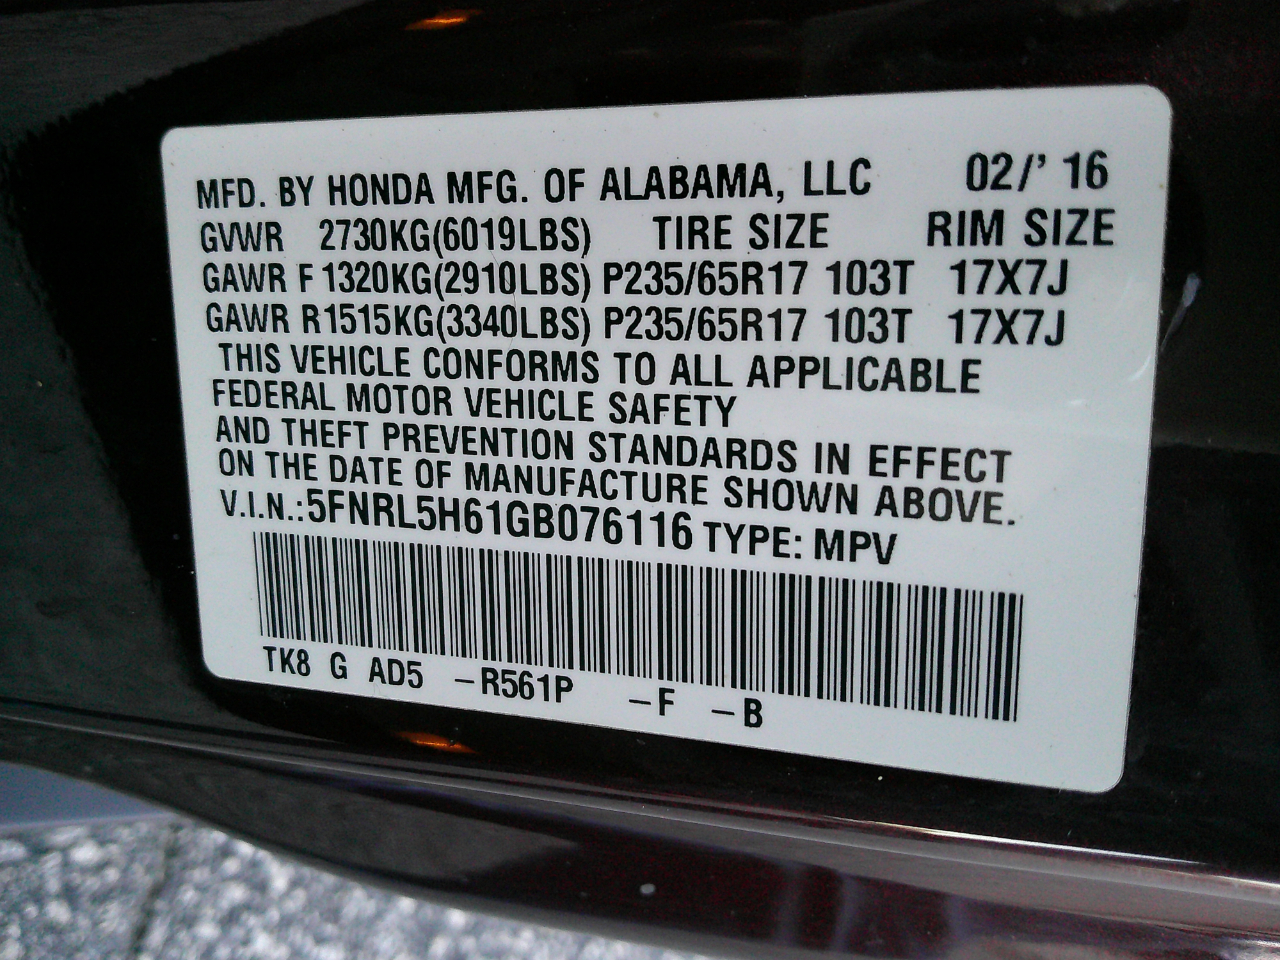 MFD. BY HONDA MFG. OF ALABAMA, LLC 02/' 16
GVWR 2730KG(6019LBS) TIRE SIZE RIM SIZE
GAWR F 1320KG(2910LBS) P235/65R17 103T 17X7J
GAWR R1515KG(3340LBS) P235/65R17 103T 17X7J
THIS VEHICLE CONFORMS TO ALL APPLICABLE
FEDERAL MOTOR VEHICLE SAFETY
AND THEFT PREVENTION STANDARDS IN EFFECT
ON THE DATE OF MANUFACTURE SHOWN ABOVE.
V.I.N.:5FNRL5H61GB076116 TYPE: MPV
TK8 G AD5 –R561P –F –B